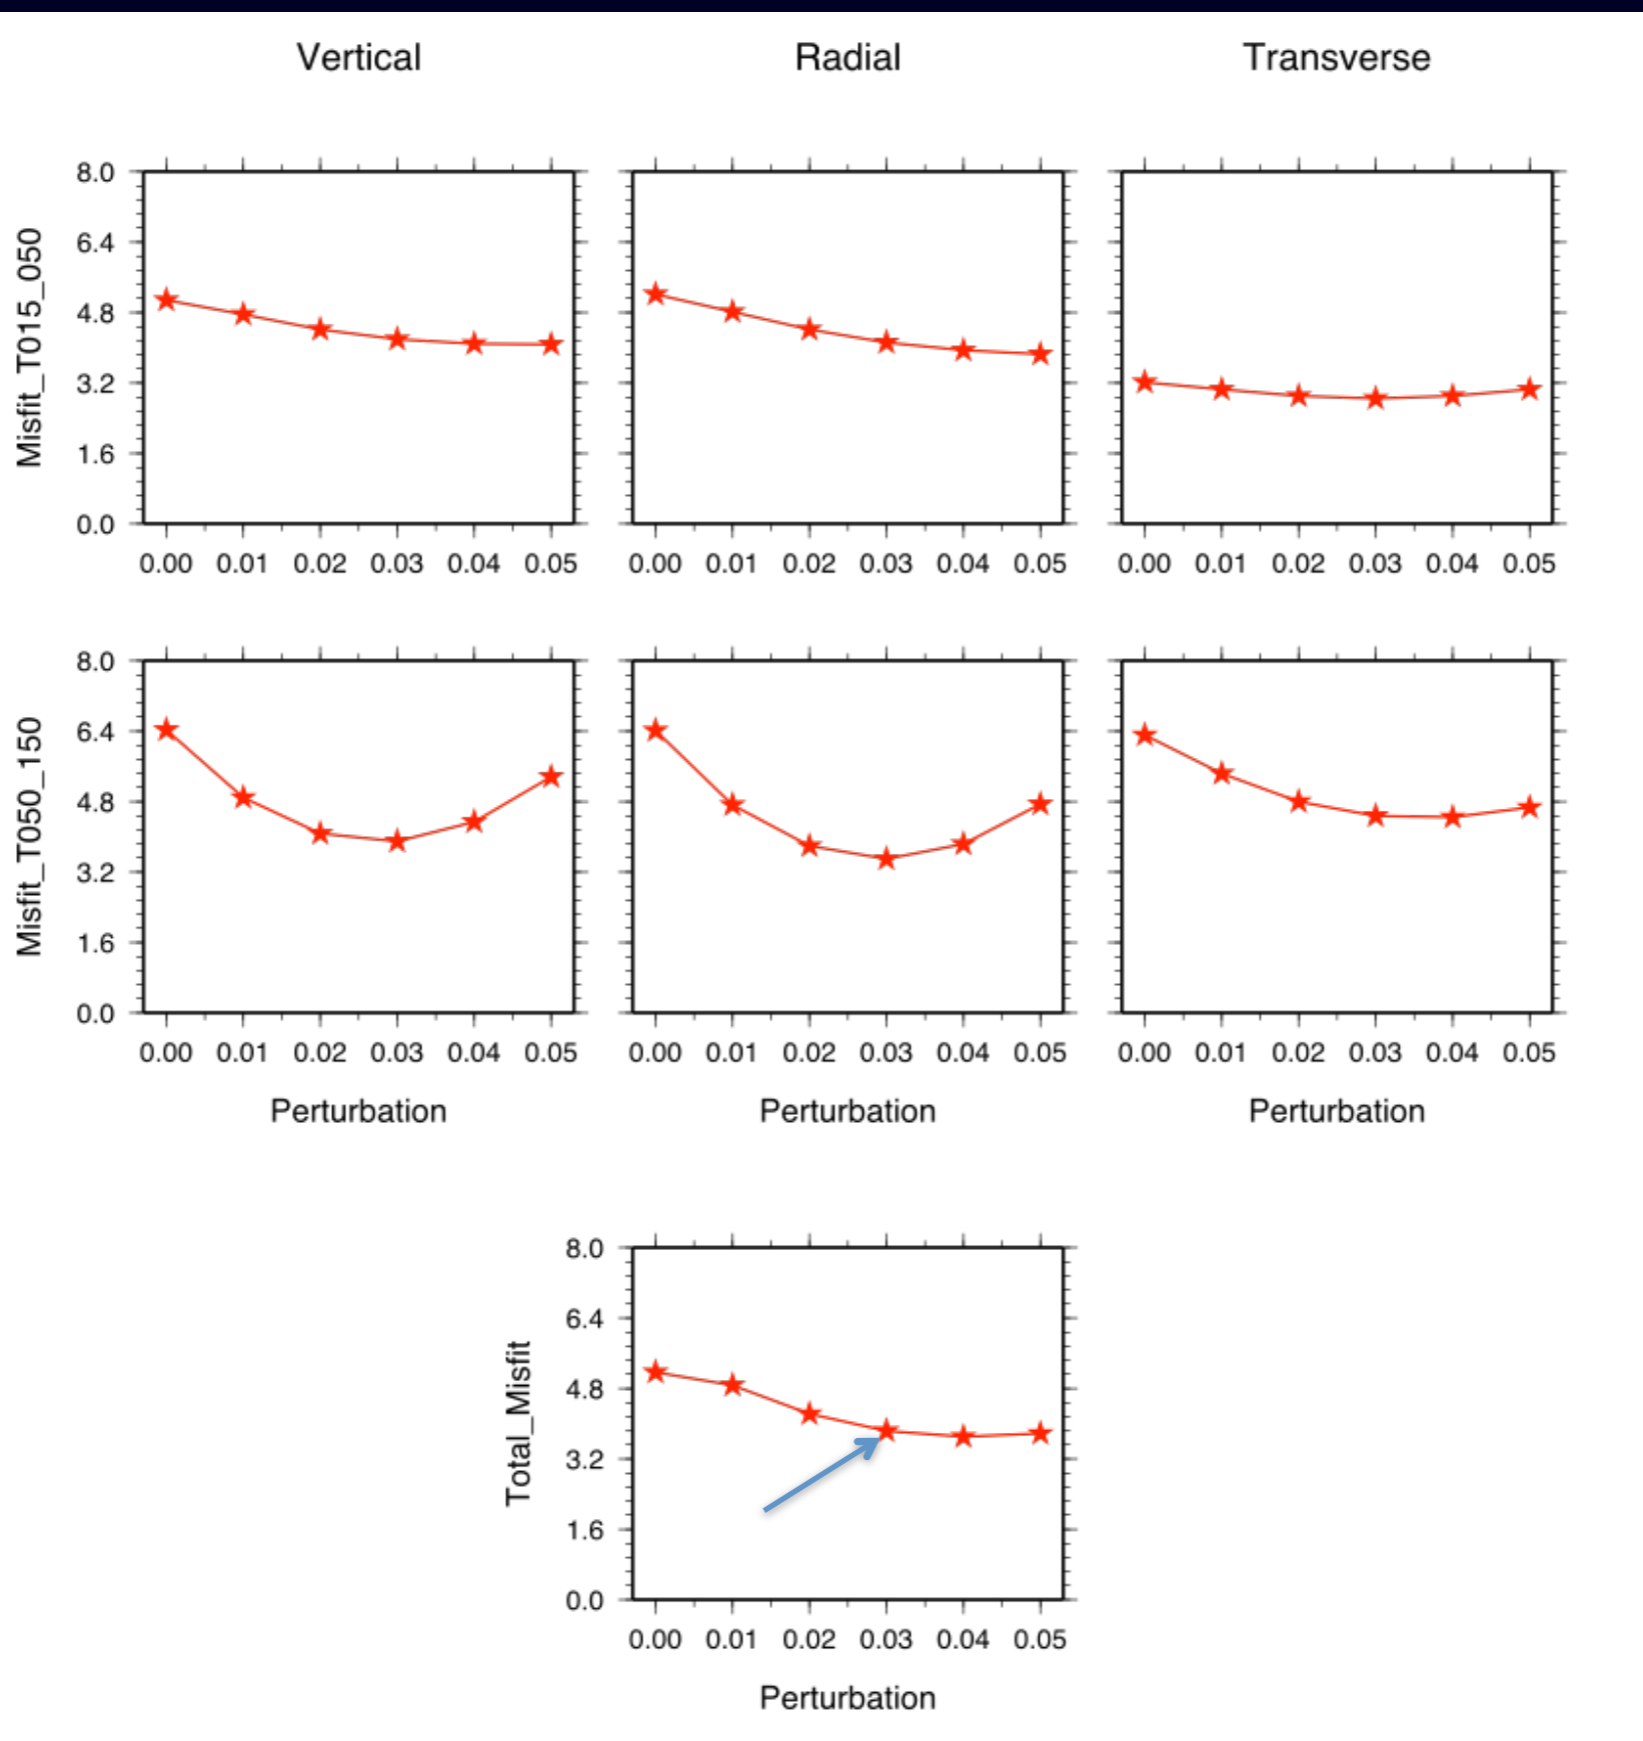 Vertical Radial Transverse
Misfit_T015_050
8.0
6.4
4.8
3.2
1.6
0.0
0.00 0.01 0.02 0.03 0.04 0.05
0.00 0.01 0.02 0.03 0.04 0.05
0.00 0.01 0.02 0.03 0.04 0.05
Misfit_T050_150
8.0
6.4
4.8
3.2
1.6
0.0
0.00 0.01 0.02 0.03 0.04 0.05
0.00 0.01 0.02 0.03 0.04 0.05
0.00 0.01 0.02 0.03 0.04 0.05
Perturbation Perturbation Perturbation
Total_Misfit
8.0
6.4
4.8
3.2
1.6
0.0
0.00 0.01 0.02 0.03 0.04 0.05
Perturbation